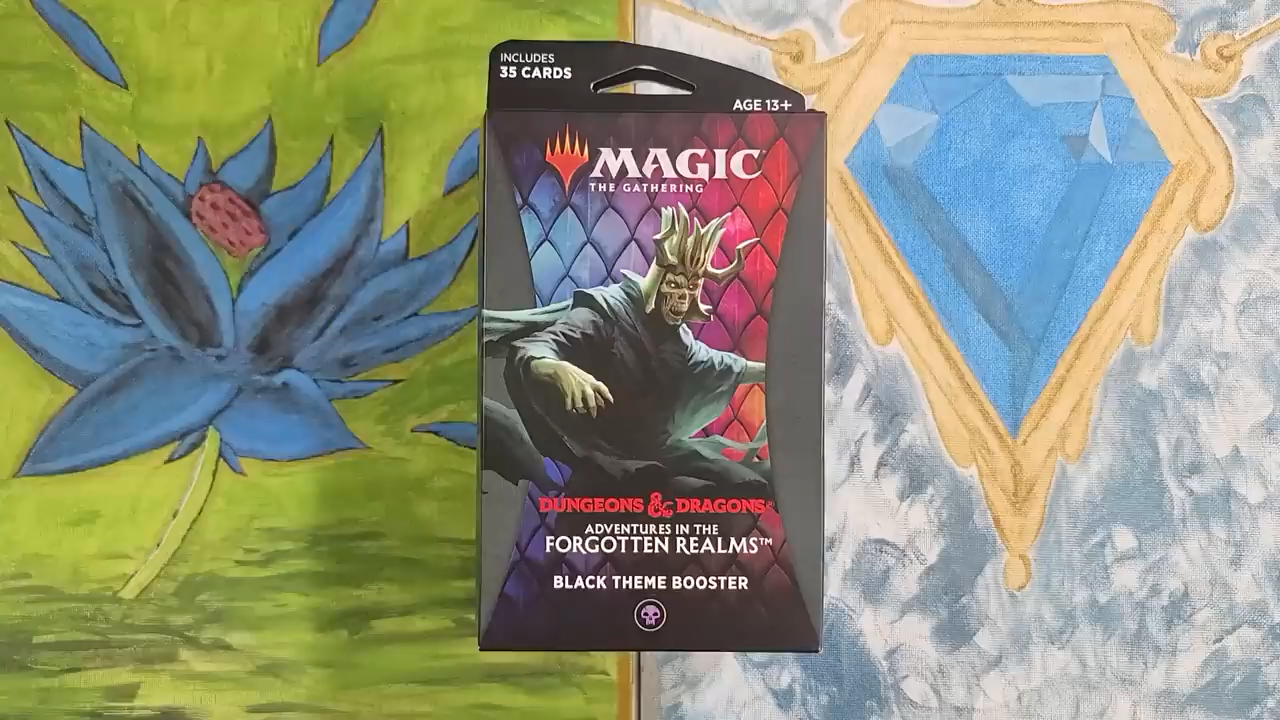 INCLUDES
35 CARDS
AGE 13+
MAGIC
THE GATHERING
DUNGEONS & DRAGONS
ADVENTURES IN THE
FORGOTTEN REALMS™
BLACK THEME BOOSTER